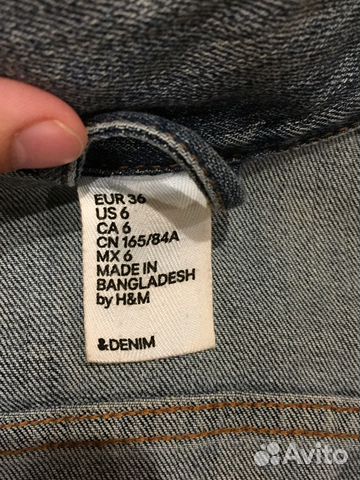 EUR 36
US 6
CA 6
CN 165/84A
MX 6
MADE IN
BANGLADESH
by H&M
&DENIM
Avito